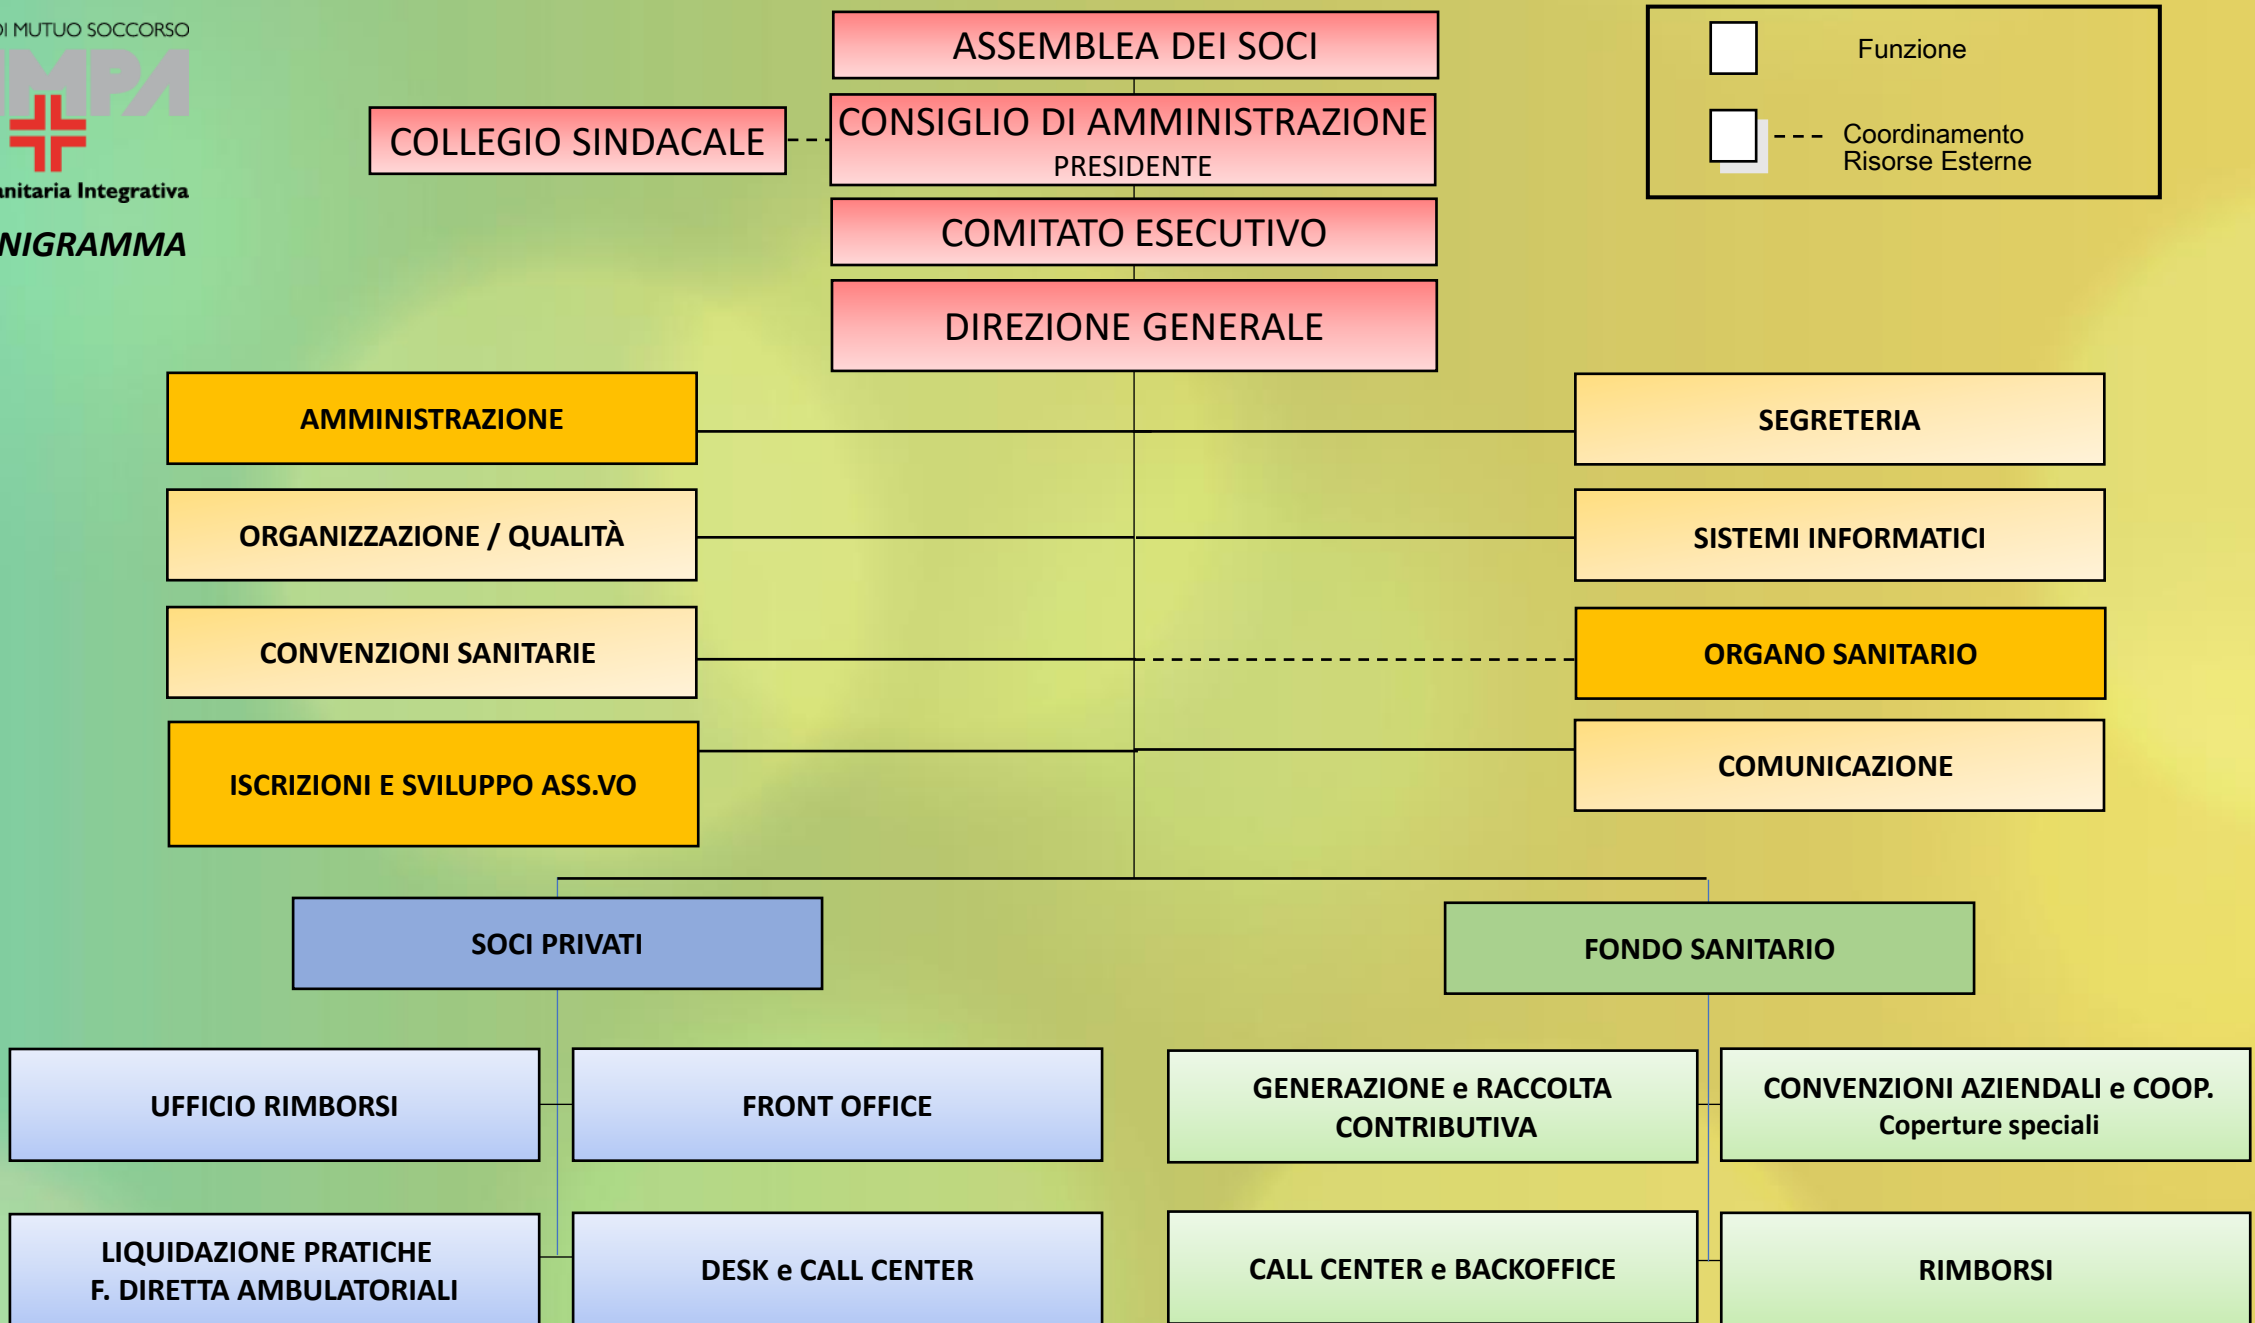 DI MUTUO SOCCORSO
IMPA
anitaria Integrativa
NIGRAMMA
ASSEMBLEA DEI SOCI
COLLEGIO SINDACALE
CONSIGLIO DI AMMINISTRAZIONE
PRESIDENTE
COMITATO ESECUTIVO
DIREZIONE GENERALE
Funzione
Coordinamento
Risorse Esterne
AMMINISTRAZIONE
SEGRETERIA
ORGANIZZAZIONE / QUALITÀ
SISTEMI INFORMATICI
CONVENZIONI SANITARIE
ORGANO SANITARIO
ISCRIZIONI E SVILUPPO ASS.VO
COMUNICAZIONE
SOCI PRIVATI
FONDO SANITARIO
UFFICIO RIMBORSI
FRONT OFFICE
GENERAZIONE e RACCOLTA
CONTRIBUTIVA
CONVENZIONI AZIENDALI e COOP.
Coperture speciali
LIQUIDAZIONE PRATICHE
F. DIRETTA AMBULATORIALI
DESK e CALL CENTER
CALL CENTER e BACKOFFICE
RIMBORSI